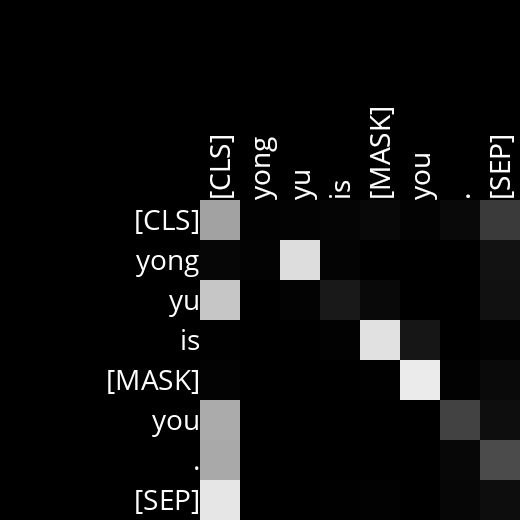 [CLS] yong yu is [MASK] you . [SEP]
[CLS]
yong
yu
is
[MASK]
you
.
[SEP]